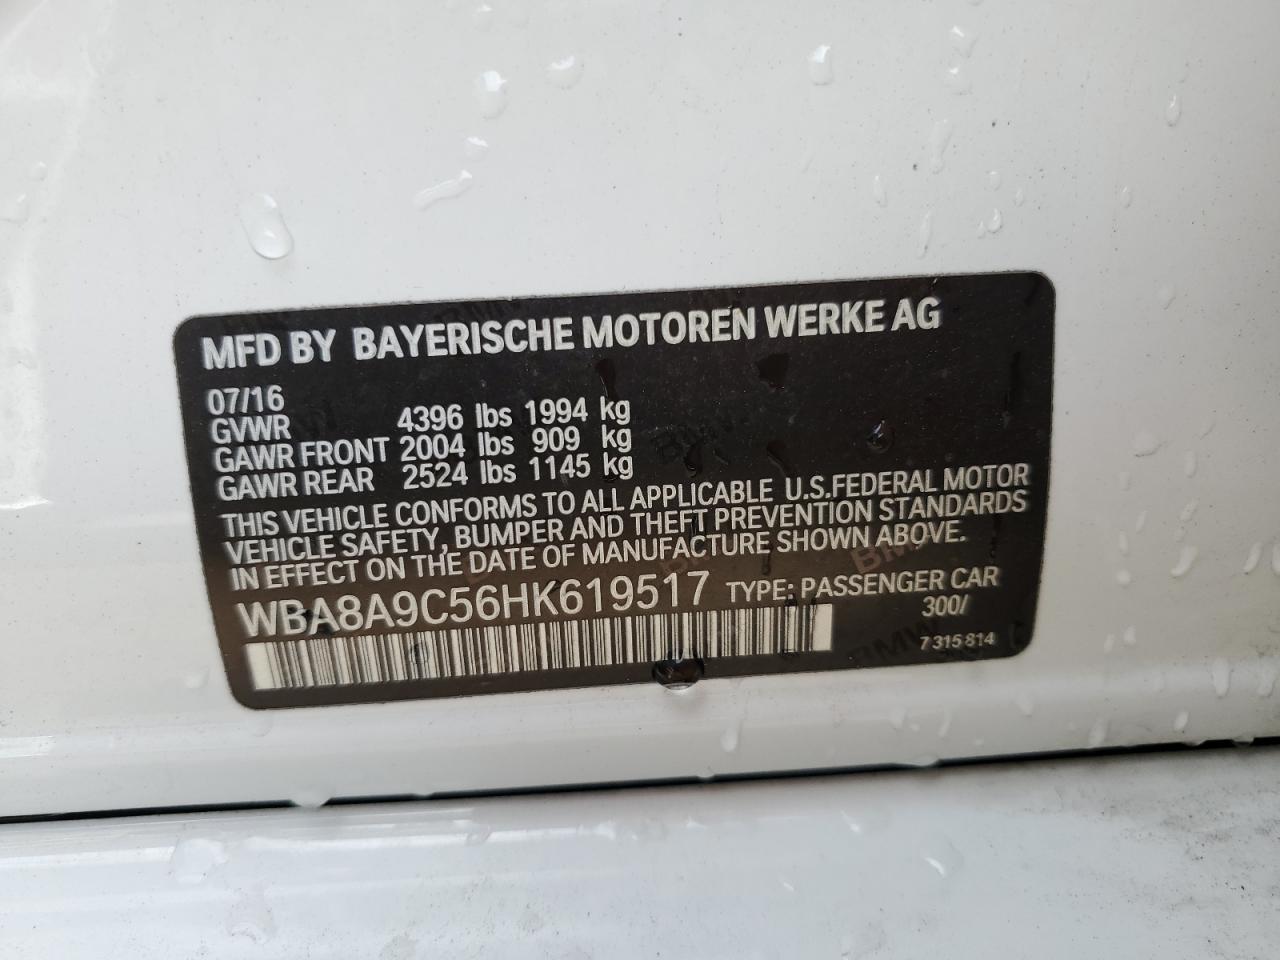 MFD BY BAYERISCHE MOTOREN WERKE AG
07/16
GVWR 4396 lbs 1994 kg
GAWR FRONT 2004 lbs 909 kg
GAWR REAR 2524 lbs 1145 kg
THIS VEHICLE CONFORMS TO ALL APPLICABLE U.S.FEDERAL MOTOR
VEHICLE SAFETY, BUMPER AND THEFT PREVENTION STANDARDS
IN EFFECT ON THE DATE OF MANUFACTURE SHOWN ABOVE.
WBA8A9C56HK619517 TYPE: PASSENGER CAR
300/
7 315 814